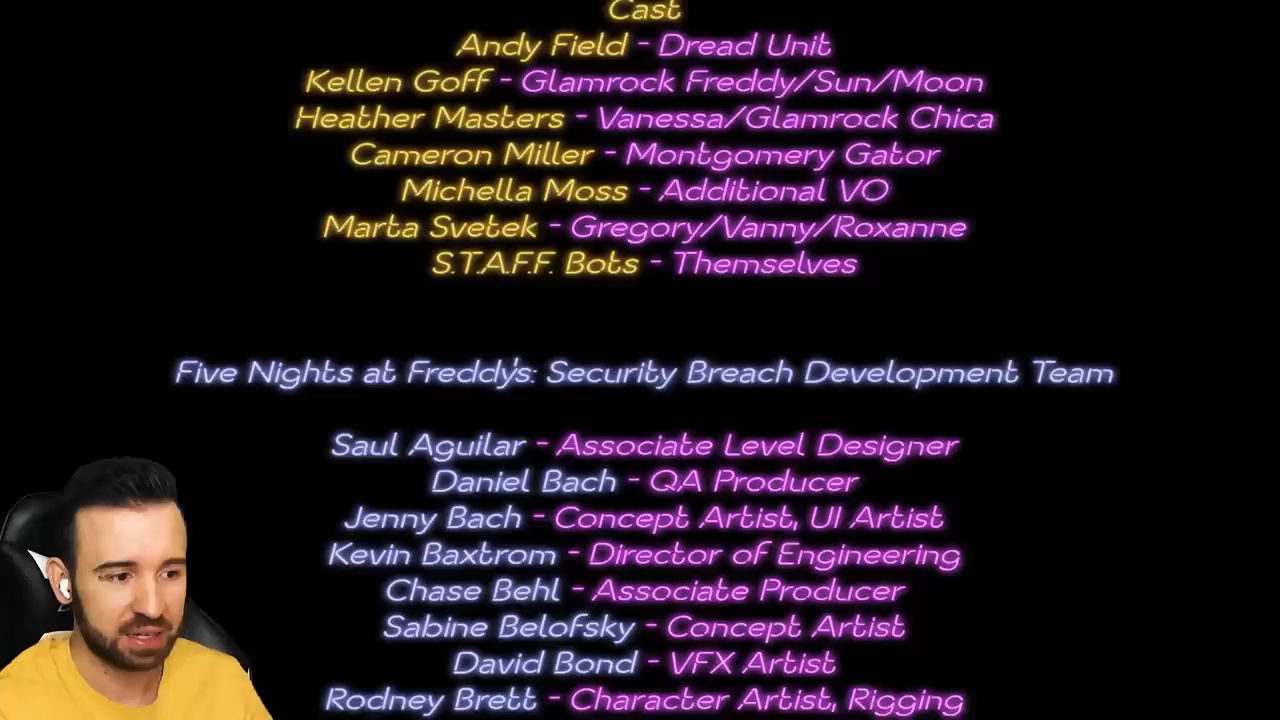 Cast
Andy Field - Dread Unit
Kellen Goff - Glamrock Freddy/Sun/Moon
Heather Masters - Vanessa/Glamrock Chica
Cameron Miller - Montgomery Gator
Michella Moss - Additional VO
Marta Svetek - Gregory/Vanny/Roxanne
S.T.A.F.F. Bots - Themselves
Five Nights at Freddy's: Security Breach Development Team
Saul Aguilar - Associate Level Designer
Daniel Bach - QA Producer
Jenny Bach - Concept Artist, UI Artist
Kevin Baxtrom - Director of Engineering
Chase Behl - Associate Producer
Sabine Belofsky - Concept Artist
David Bond - VFX Artist
Rodney Brett - Character Artist, Rigging